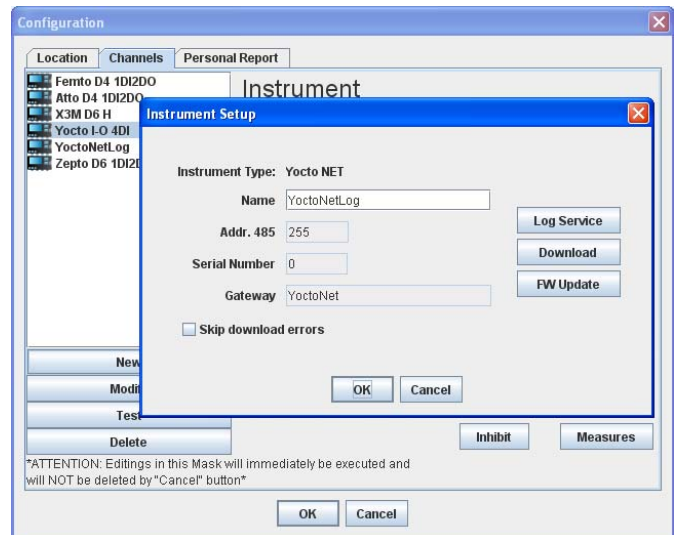 Configuration
Location Channels Personal Report
Femto D4 1DI2DO
Atto D4 1DI2DO
X3M D6 H
Yocto I-O 4DI
YoctoNetLog
Zepto D6 1DI2
Instrument
Instrument Setup
Instrument Type: Yocto NET
Name YoctoNetLog
Addr. 485 255
Serial Number 0
Gateway YoctoNet
Skip download errors
Log Service
Download
FW Update
OK Cancel
New
Modi
Test
Delete
Inhibit Measures
*ATTENTION: Editings in this Mask will immediately be executed and
will NOT be deleted by "Cancel" button*
OK Cancel